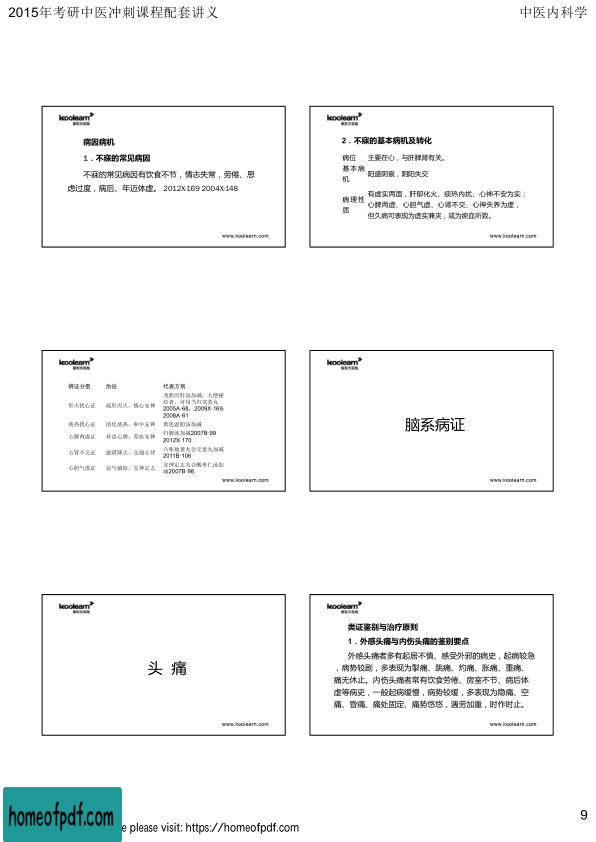 2015年考研中医冲刺课程配套讲义
中医内科学
koolearn
新东方在线
病因病机
1．不寐的常见病因
不寐的常见病因有饮食不节，情志失常，劳倦、思
虑过度，病后、年迈体虚。 2012X-169 2004X-148
www.koolearn.com
koolearn
新东方在线
2．不寐的基本病机及转化
病位 主要在心，与肝脾肾有关。
基本病机 阳盛阴衰，阴阳失交
病理性质 有虚实两面，肝郁化火、痰热内扰、心神不安为实；
心脾两虚、心胆气虚、心肾不交、心神失养为虚，
但久病可表现为虚实兼夹，或为瘀血所致。
www.koolearn.com
koolearn
新东方在线
辨证分型 治法 代表方剂
肝火扰心证 疏肝泻火，镇心安神 龙胆泻肝汤加减；大便秘
结者，可用当归龙荟丸
2005A-68，2009X-169，
2008A-61
痰热扰心证 清化痰热，和中安神 黄连温胆汤加减
心脾两虚证 补益心脾，养血安神 归脾汤加减2007B-99
2012X-170
心肾不交证 滋阴降火，交通心肾 六味地黄丸合交泰丸加减
2011B-106
心胆气虚证 益气镇惊，安神定志 安神定志丸合酸枣仁汤加
减2007B-98
www.koolearn.com
koolearn
新东方在线
脑系病证
www.koolearn.com
koolearn
新东方在线
头 痛
www.koolearn.com
koolearn
新东方在线
类证鉴别与治疗原则
1．外感头痛与内伤头痛的鉴别要点
外感头痛者多有起居不慎、感受外邪的病史，起病较急
，病势较剧，多表现为掣痛、跳痛、灼痛、胀痛、重痛、
痛无休止。内伤头痛者常有饮食劳倦、房室不节、病后体
虚等病史，一般起病缓慢，病势较缓，多表现为隐痛、空
痛、昏痛、痛处固定、痛势悠悠，遇劳加重，时作时止。
www.koolearn.com
9
homeofpdf.com
e please visit: https://homeofpdf.com